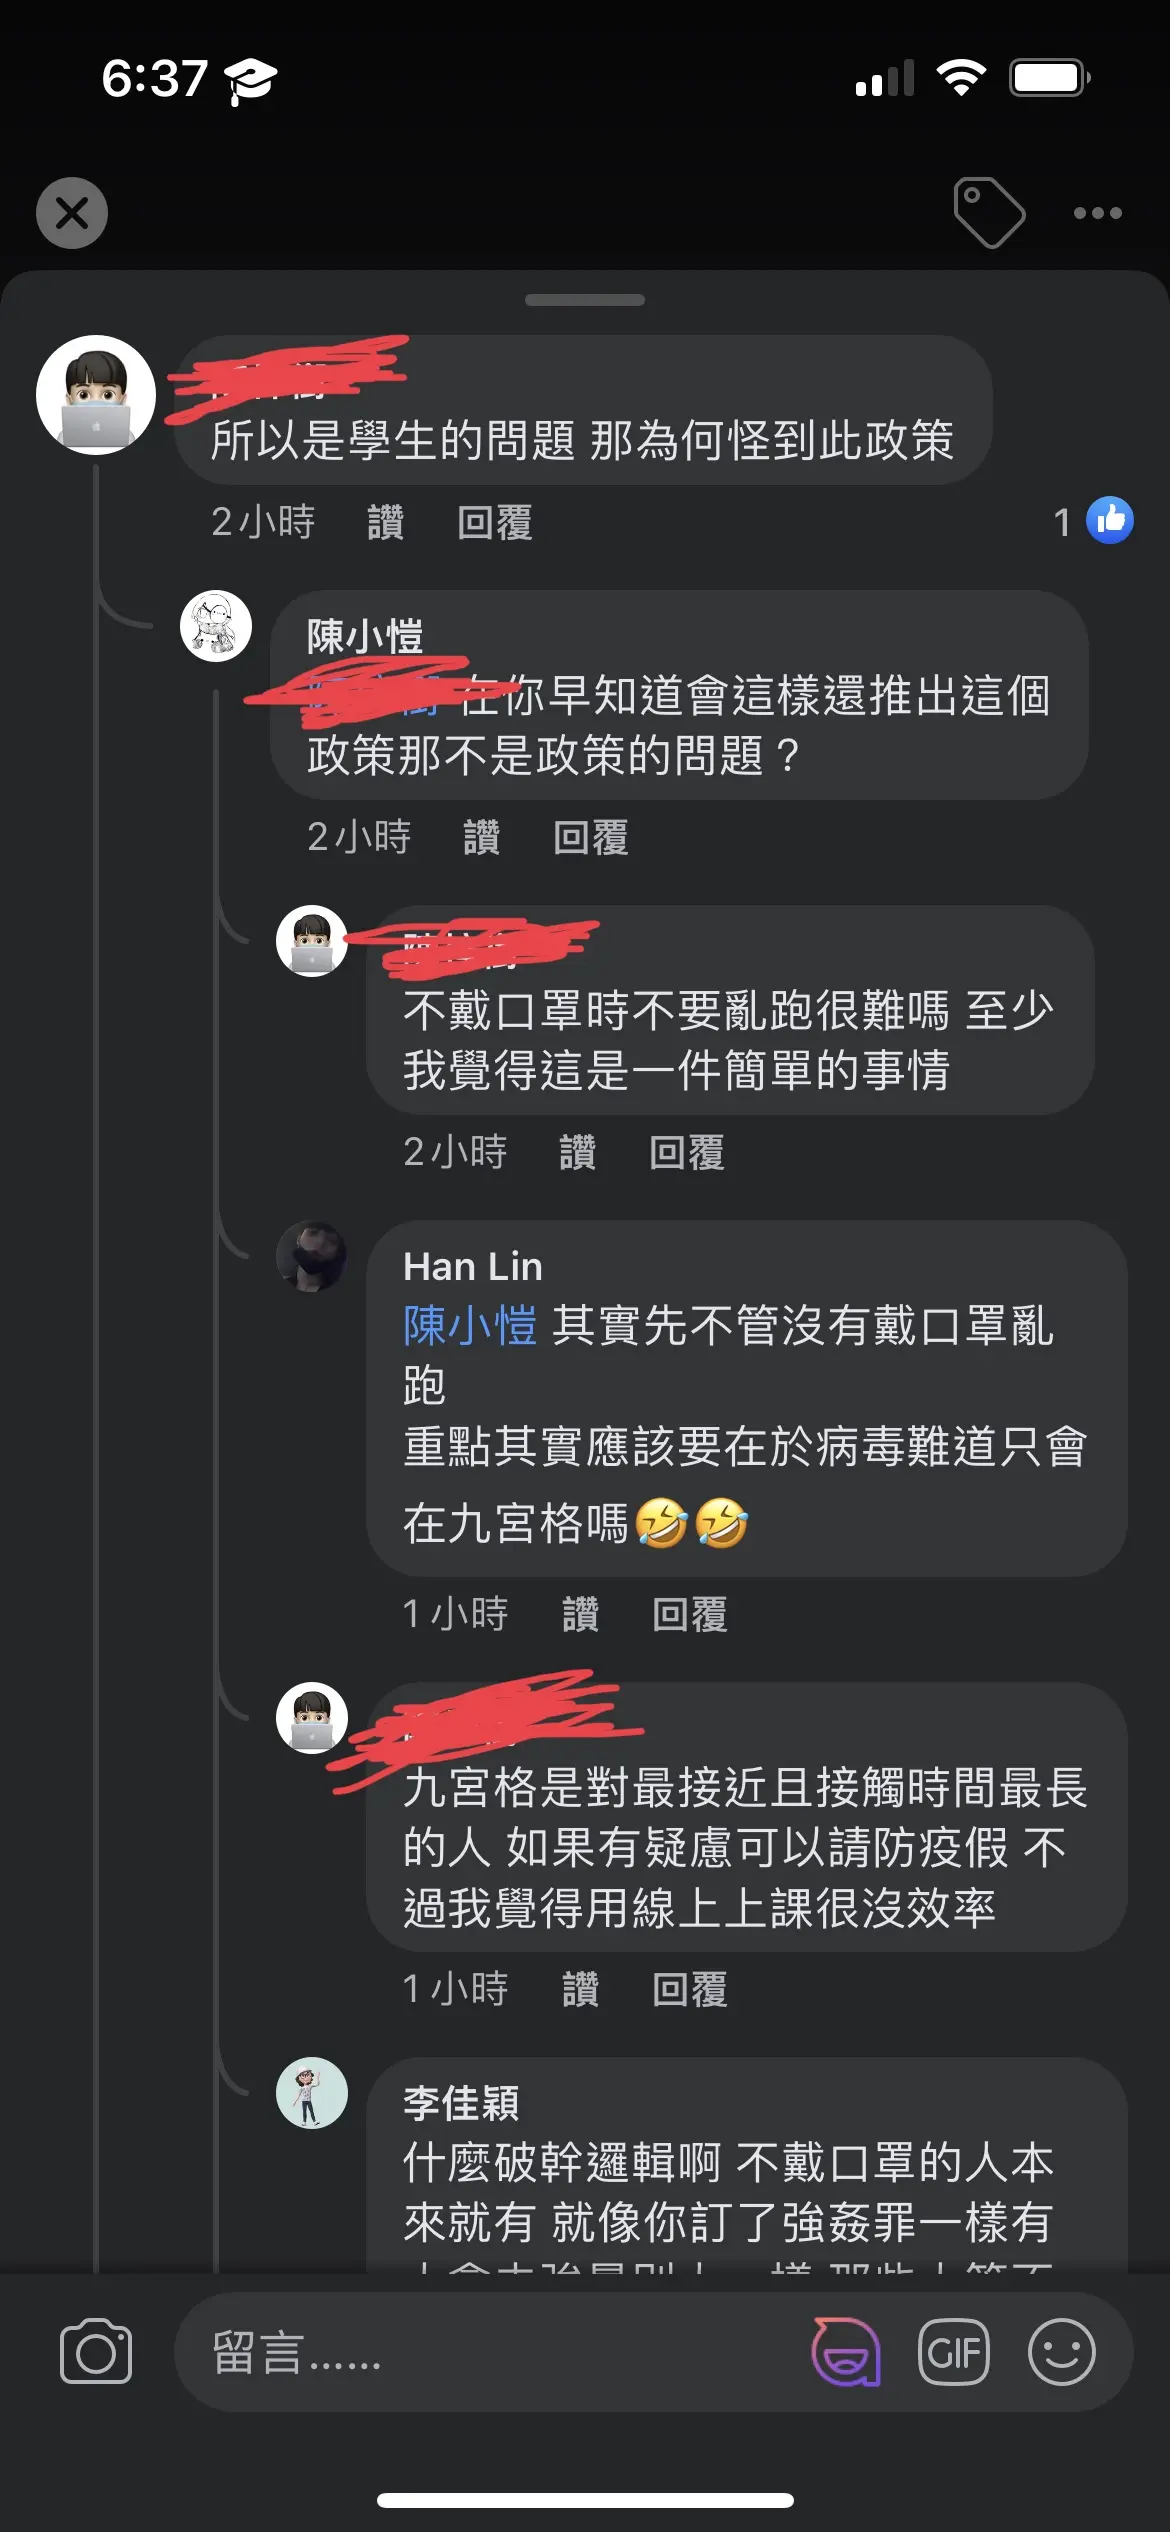 6:37
所以是學生的問題 那為何怪到此政策
2小時 讚 回覆
1
陳小愷
在你早知道會這樣還推出這個
政策那不是政策的問題？
2小時 讚 回覆
不戴口罩時不要亂跑很難嗎 至少
我覺得這是一件簡單的事情
2小時 讚 回覆
Han Lin
陳小愷 其實先不管沒有戴口罩亂
跑
重點其實應該要在於病毒難道只會
在九宮格嗎🤣🤣
1小時 讚 回覆
九宮格是對最接近且接觸時間最長
的人 如果有疑慮可以請防疫假 不
過我覺得用線上上課很沒效率
1小時 讚 回覆
李佳穎
什麼破幹邏輯啊 不戴口罩的人本
來就有 就像你訂了強姦罪一樣有
留言......
GIF